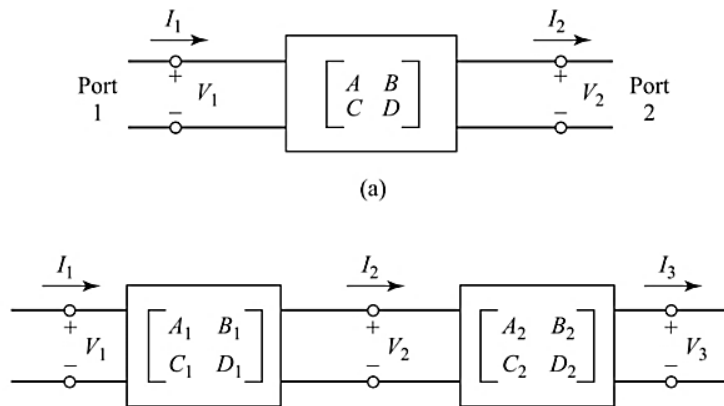 I1 I2
Port 1 + V1 − [A B C D] + V2 − Port 2
(a)
I1 I2 I3
+ V1 − [A1 B1 C1 D1] + V2 − [A2 B2 C2 D2] + V3 −